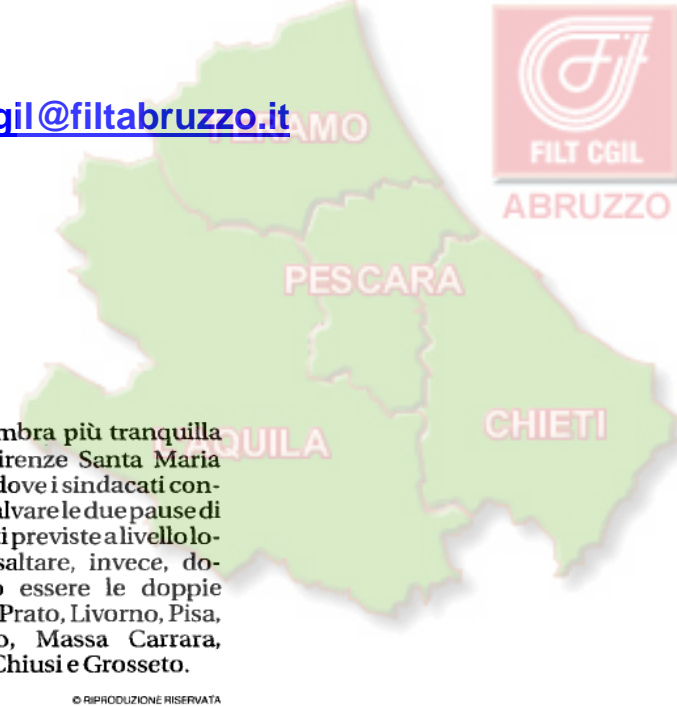 gil@filtabruzzo.it
TERAMO
FILT CGIL
ABRUZZO
PESCARA
L'AQUILA
CHIETI
mbra più tranquilla
irenze Santa Maria
dove i sindacati con-
alvare le due pause di
ti previste a livello lo-
saltare, invece, do-
o essere le doppie
Prato, Livorno, Pisa,
o, Massa Carrara,
Chiusi e Grosseto.
© RIPRODUZIONE RISERVATA